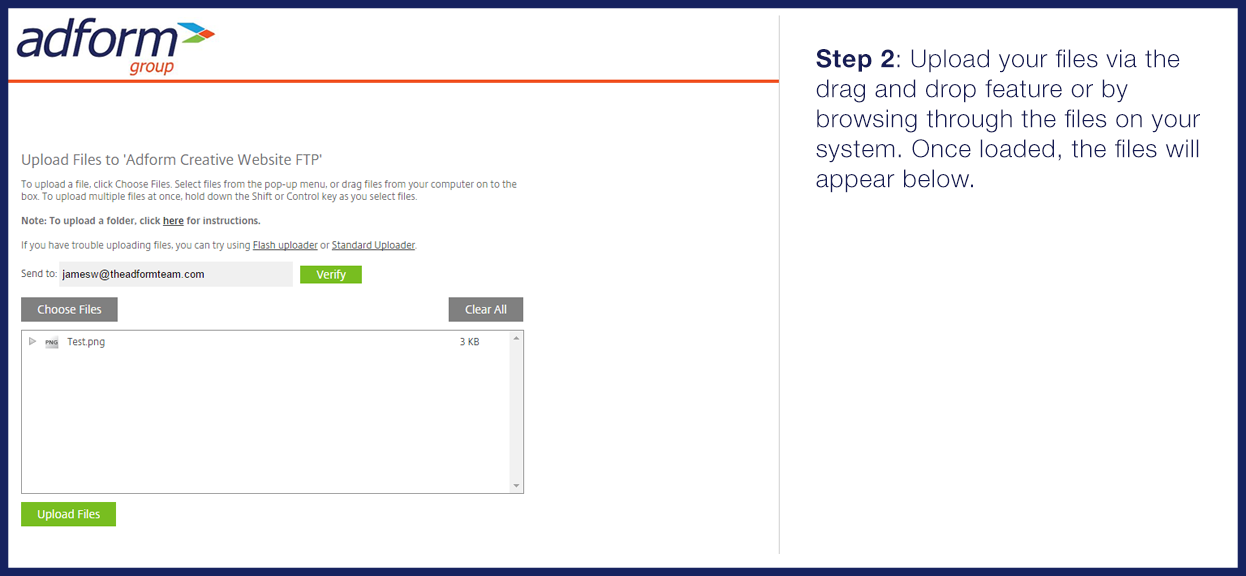 adform
group
Upload Files to 'Adform Creative Website FTP'
To upload a file, click Choose Files. Select files from the pop-up menu, or drag files from your computer on to the
box. To upload multiple files at once, hold down the Shift or Control key as you select files.
Note: To upload a folder, click here for instructions.
If you have trouble uploading files, you can try using Flash uploader or Standard Uploader.
Send to: jamesw@theadformteam.com Verify
Choose Files Clear All
PNG Test.png 3 KB
Upload Files
Step 2: Upload your files via the
drag and drop feature or by
browsing through the files on your
system. Once loaded, the files will
appear below.